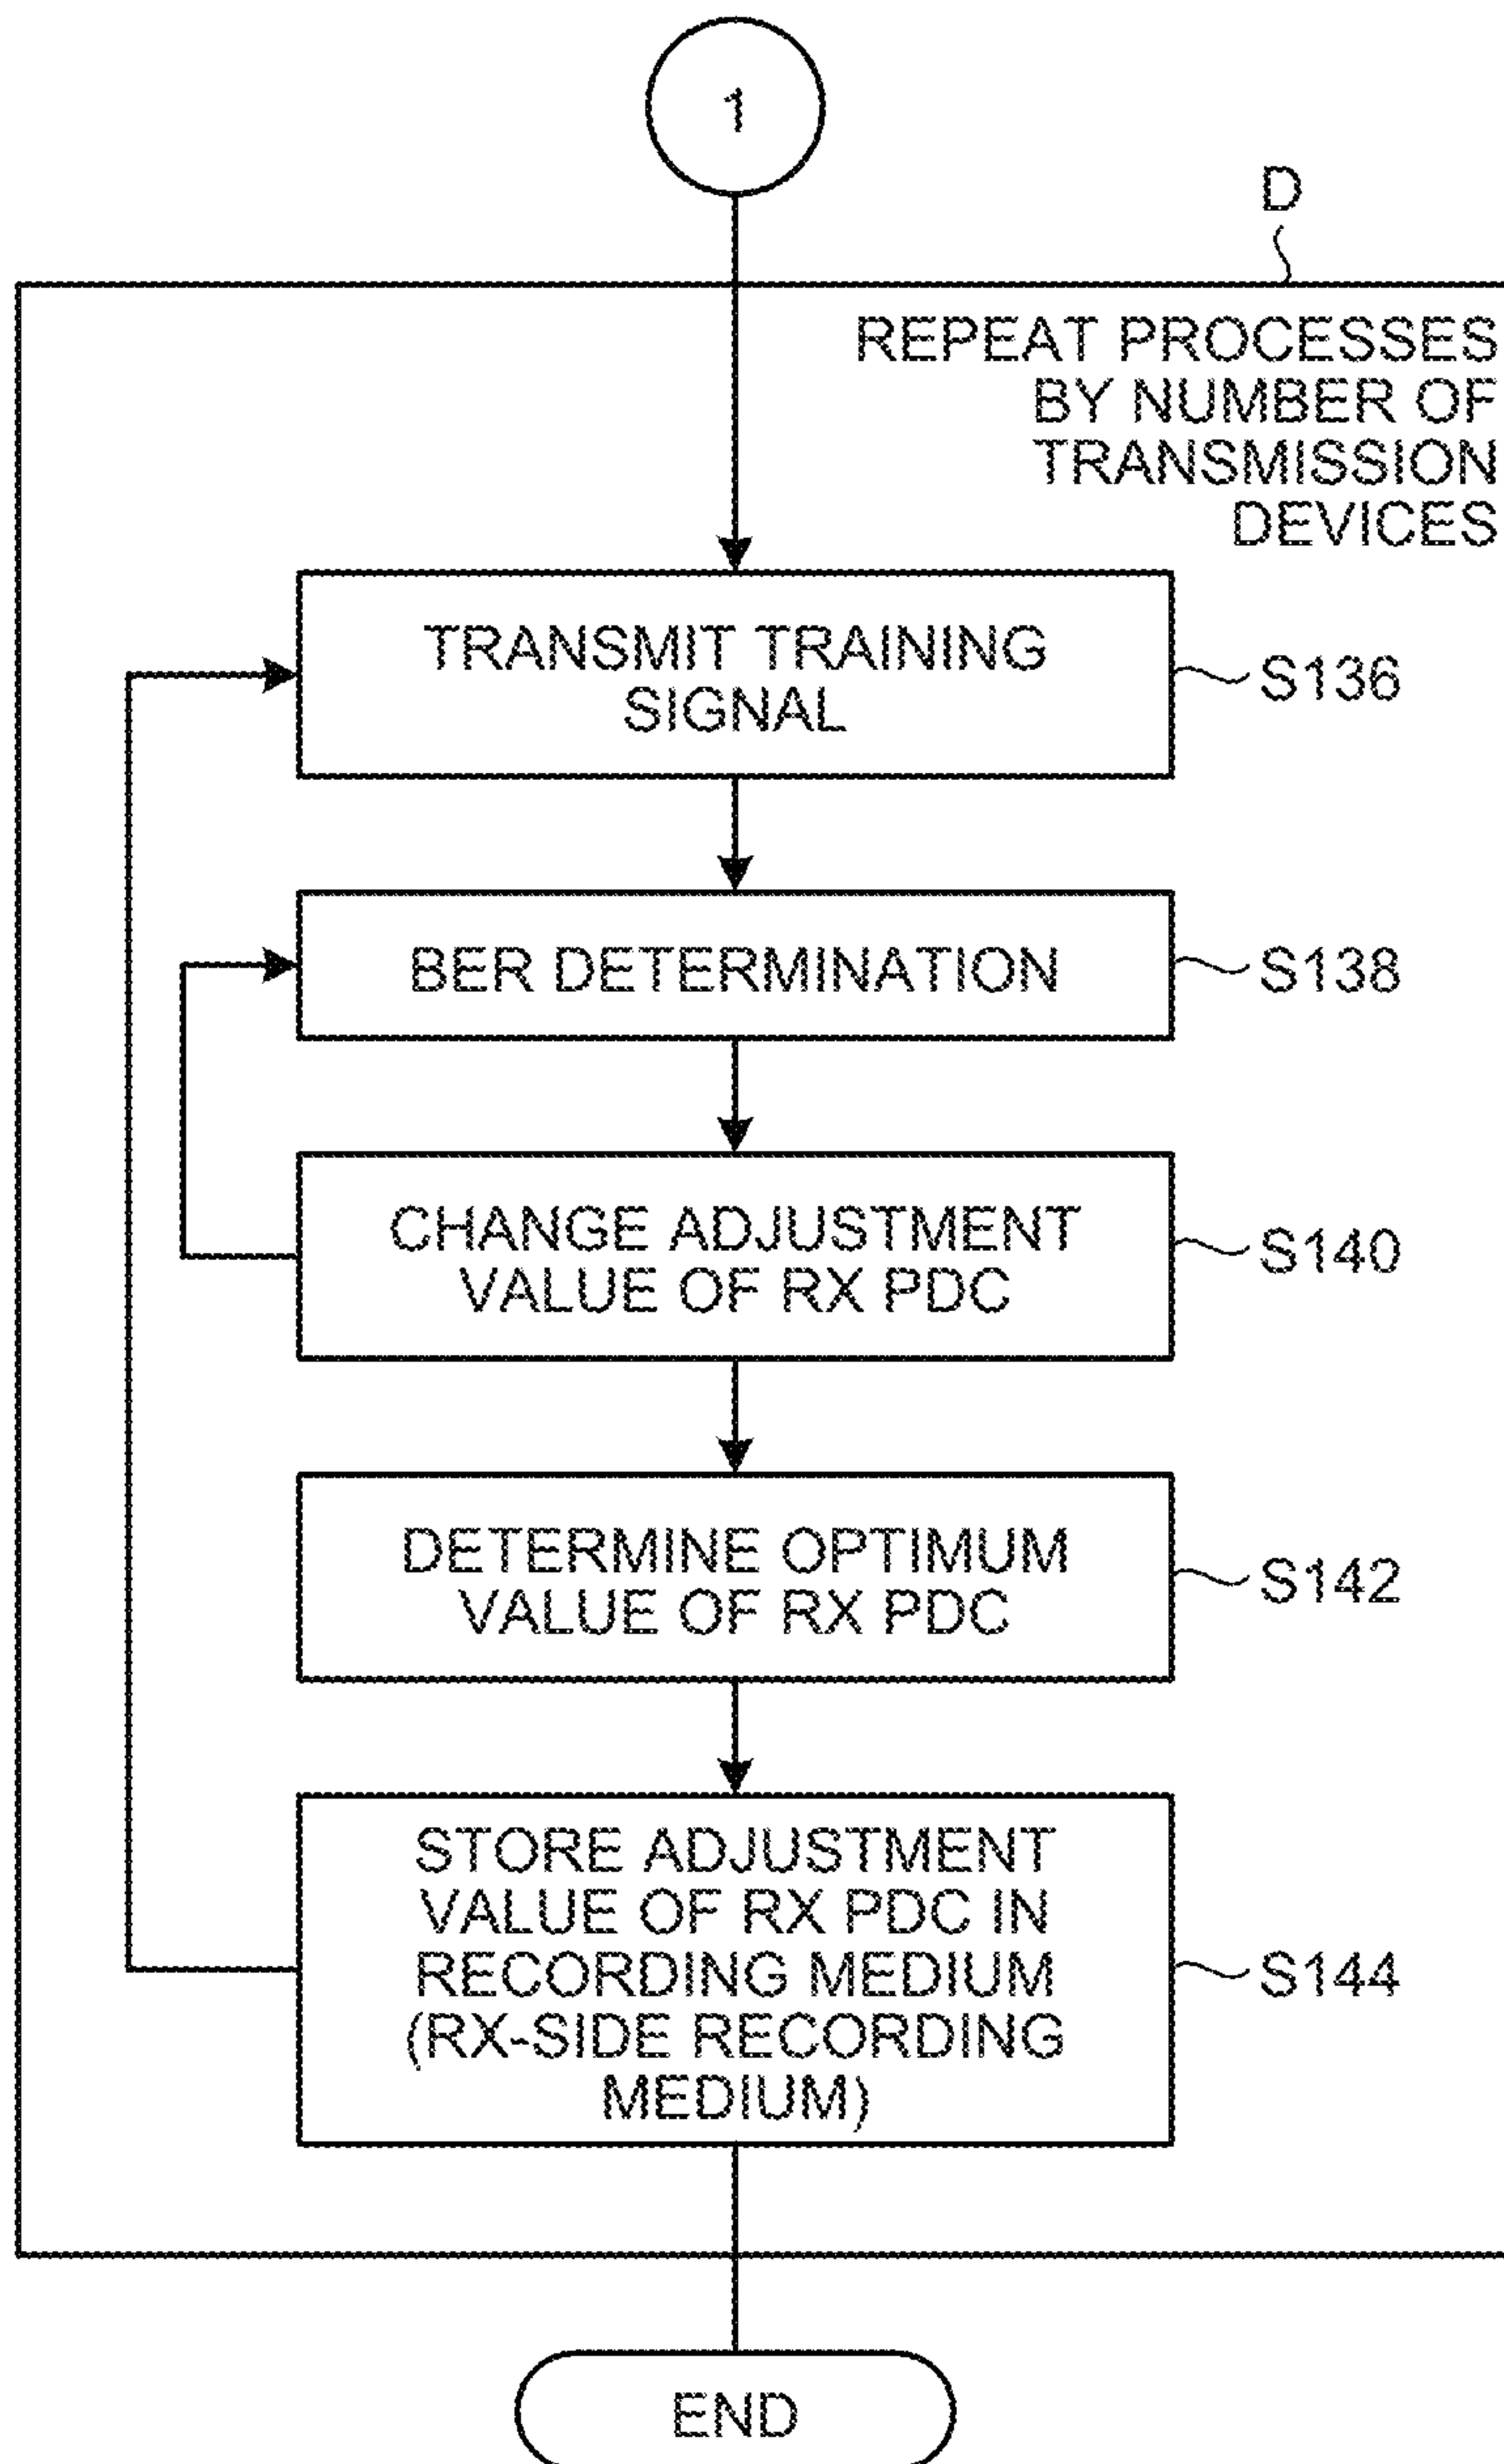 1
D
REPEAT PROCESSES
BY NUMBER OF
TRANSMISSION
DEVICES
TRANSMIT TRAINING
SIGNAL
S136
BER DETERMINATION
S138
CHANGE ADJUSTMENT
VALUE OF RX PDC
S140
DETERMINE OPTIMUM
VALUE OF RX PDC
S142
STORE ADJUSTMENT
VALUE OF RX PDC IN
RECORDING MEDIUM
(RX-SIDE RECORDING
MEDIUM)
S144
END